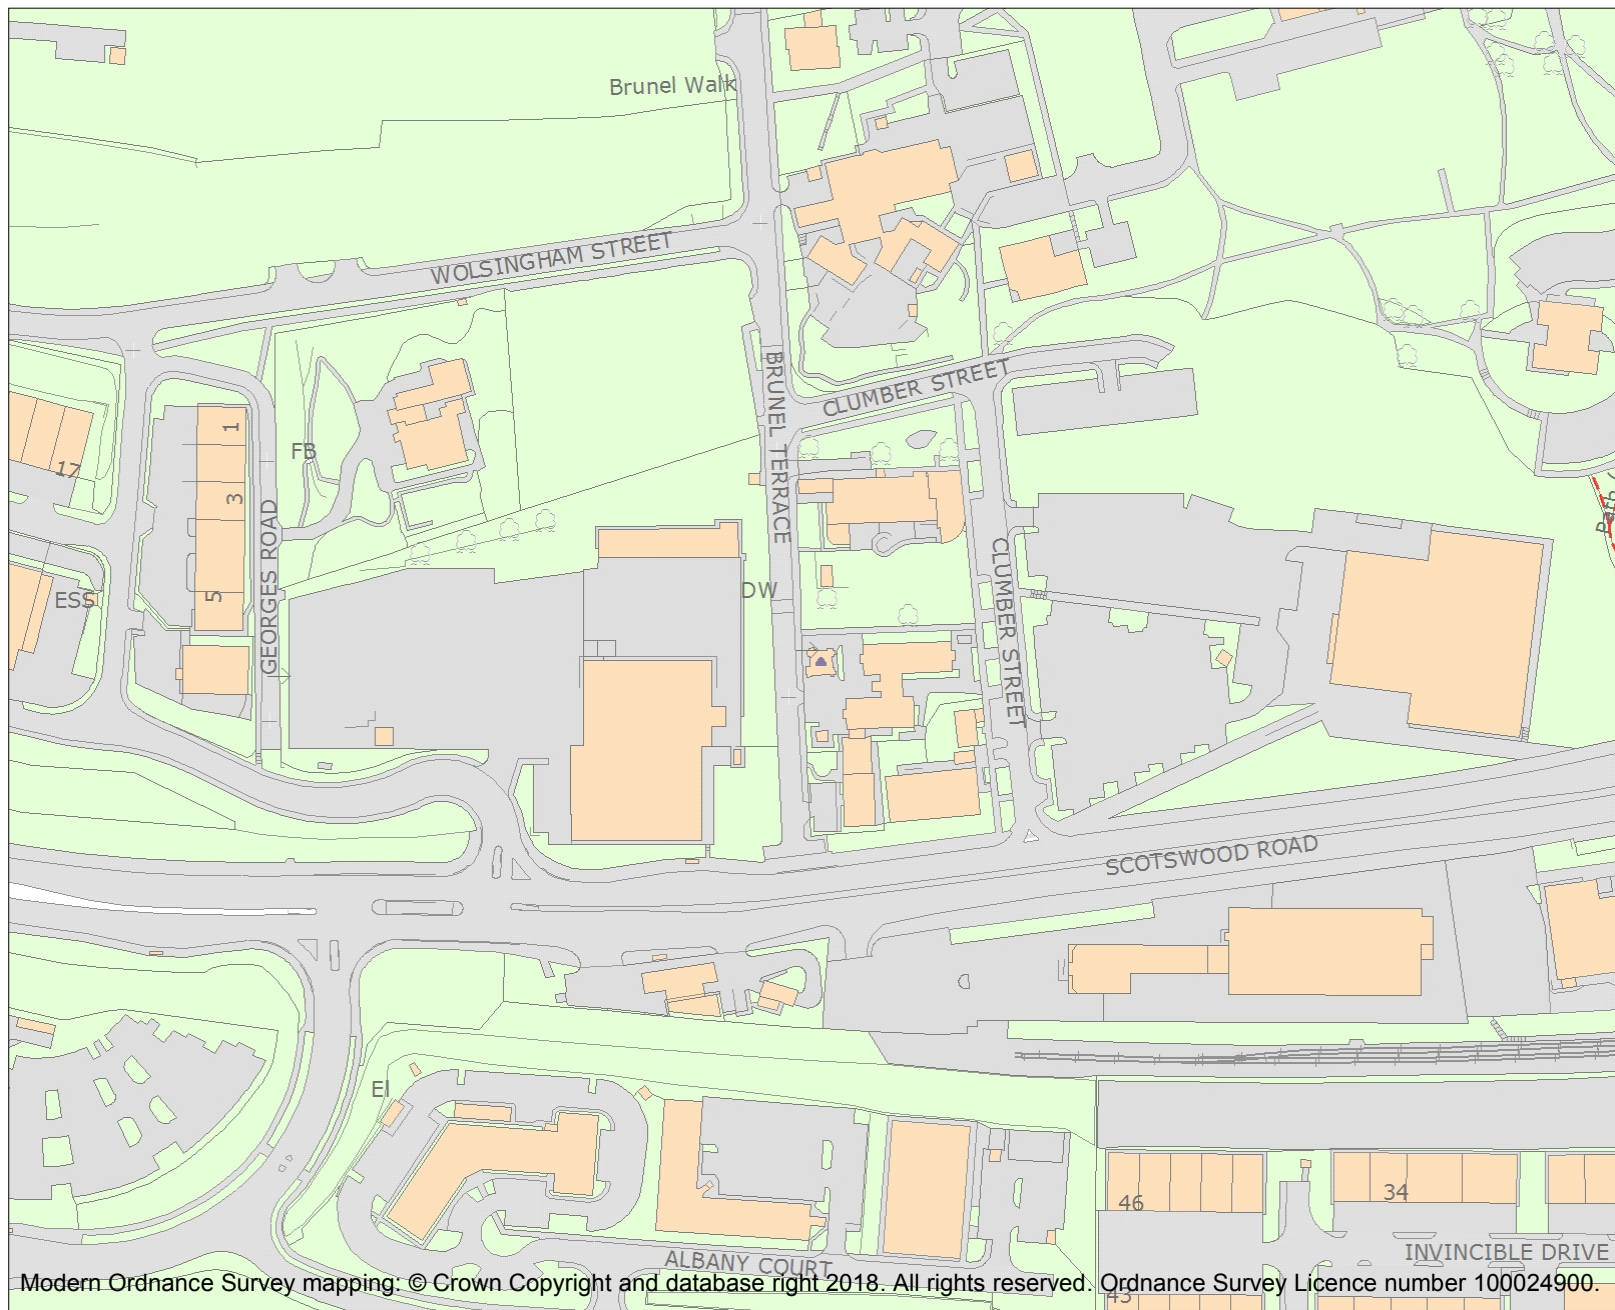 Brunel Walk
WOLSINGHAM STREET
BRUNEL TERRACE
CLUMBER STREET
1
FB
17
3
GEORGES ROAD
Path
CLUMBER STREET
DW
ESS
5
SCOTSWOOD ROAD
El
46
34
ALBANY COURT
INVINCIBLE DRIVE
Modern Ordnance Survey mapping: © Crown Copyright and database right 2018. All rights reserved. Ordnance Survey Licence number 100024900.
43